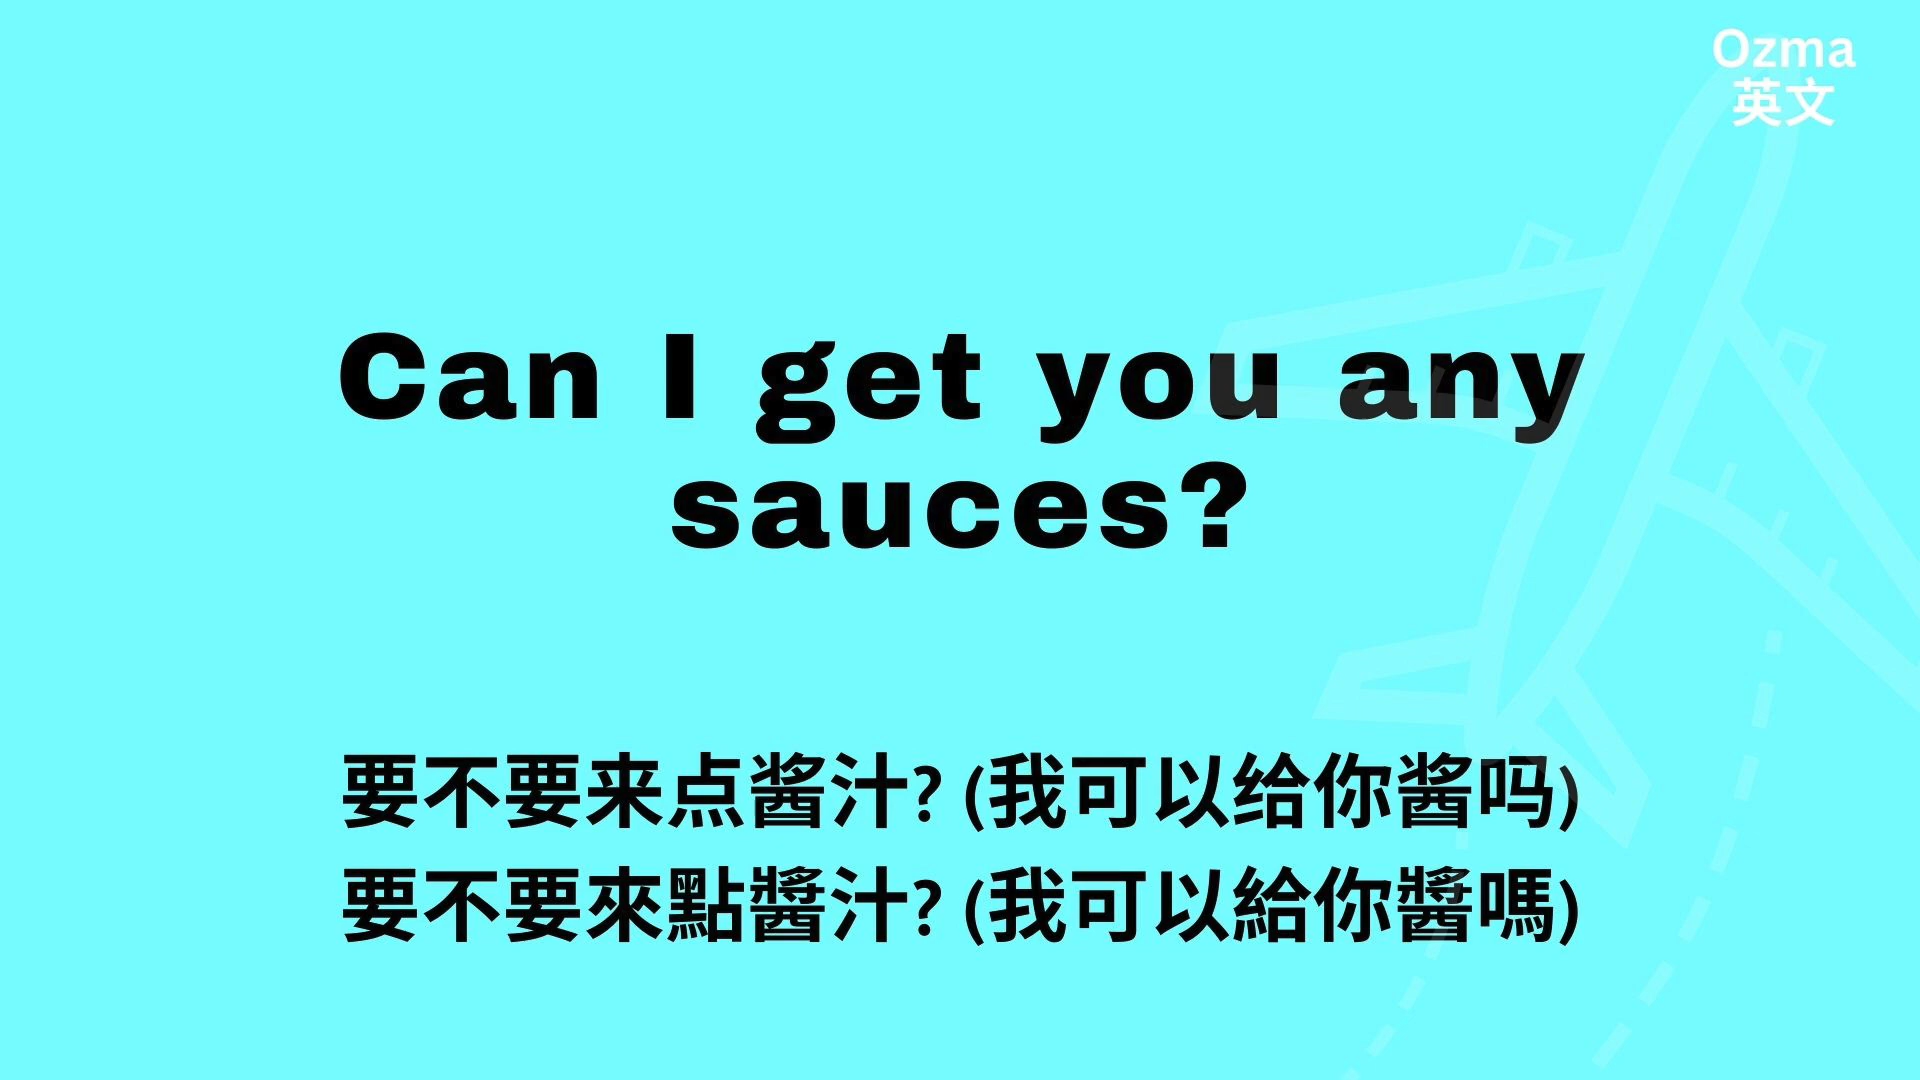 Ozma
英文
Can I get you any
sauces?
要不要来点酱汁? (我可以给你酱吗)
要不要來點醬汁? (我可以給你醬嗎)